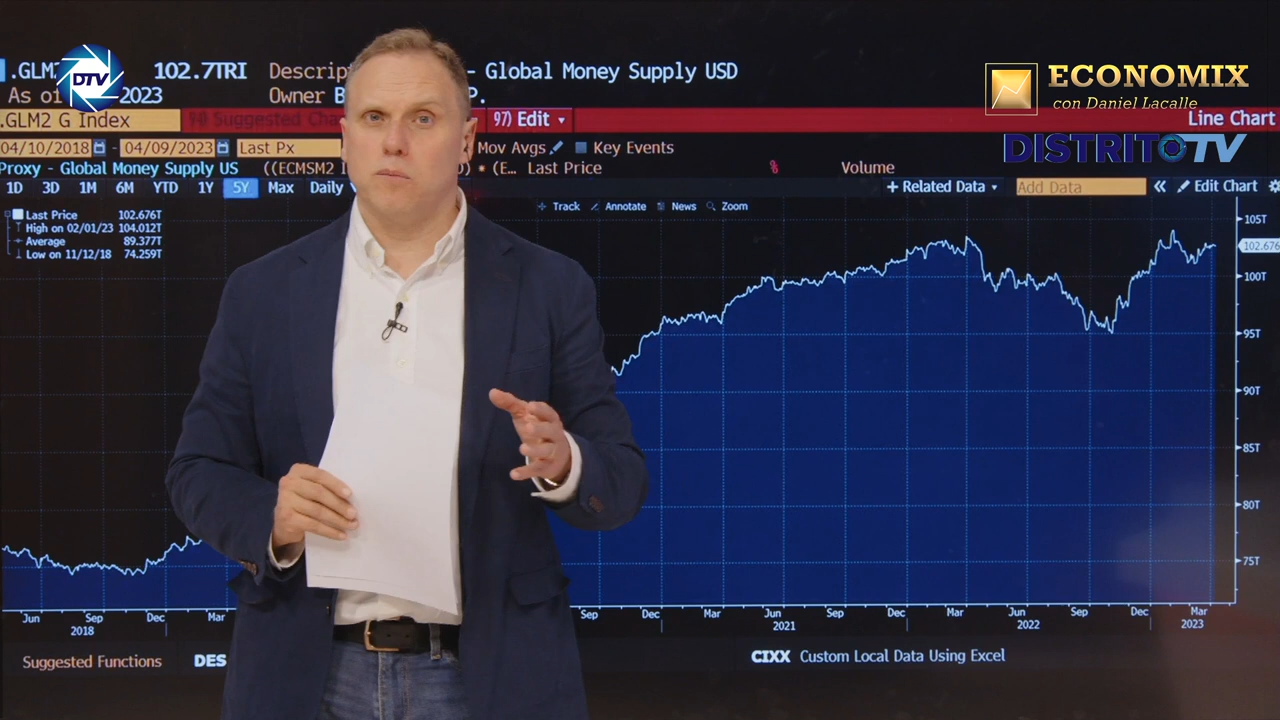 DTV
.GLM2 102.7TRI Descrip - Global Money Supply USD
As of 2023 Owner B P.
.GLM2 G Index 97) Edit Line Chart
04/10/2018 - 04/09/2023 Last Px Mov Avgs Key Events
Proxy - Global Money Supply US ((ECMSM2 (E... Last Price % Volume
1D 3D 1M 6M YTD 1Y 5Y Max Daily + Related Data Add Data « Edit Chart
Track Annotate News Zoom
Last Price 102.676T
High on 02/01/23 104.012T
Average 89.377T
Low on 11/12/18 74.259T
ECONOMIX
con Daniel Lacalle
DISTRITO TV
105T
102.676
100T
95T
90T
85T
80T
75T
Jun Sep Dec Mar Sep Dec Mar Jun Sep Dec Mar Jun Sep Dec Mar
2018 2021 2022 2023
Suggested Functions DES CIXX Custom Local Data Using Excel